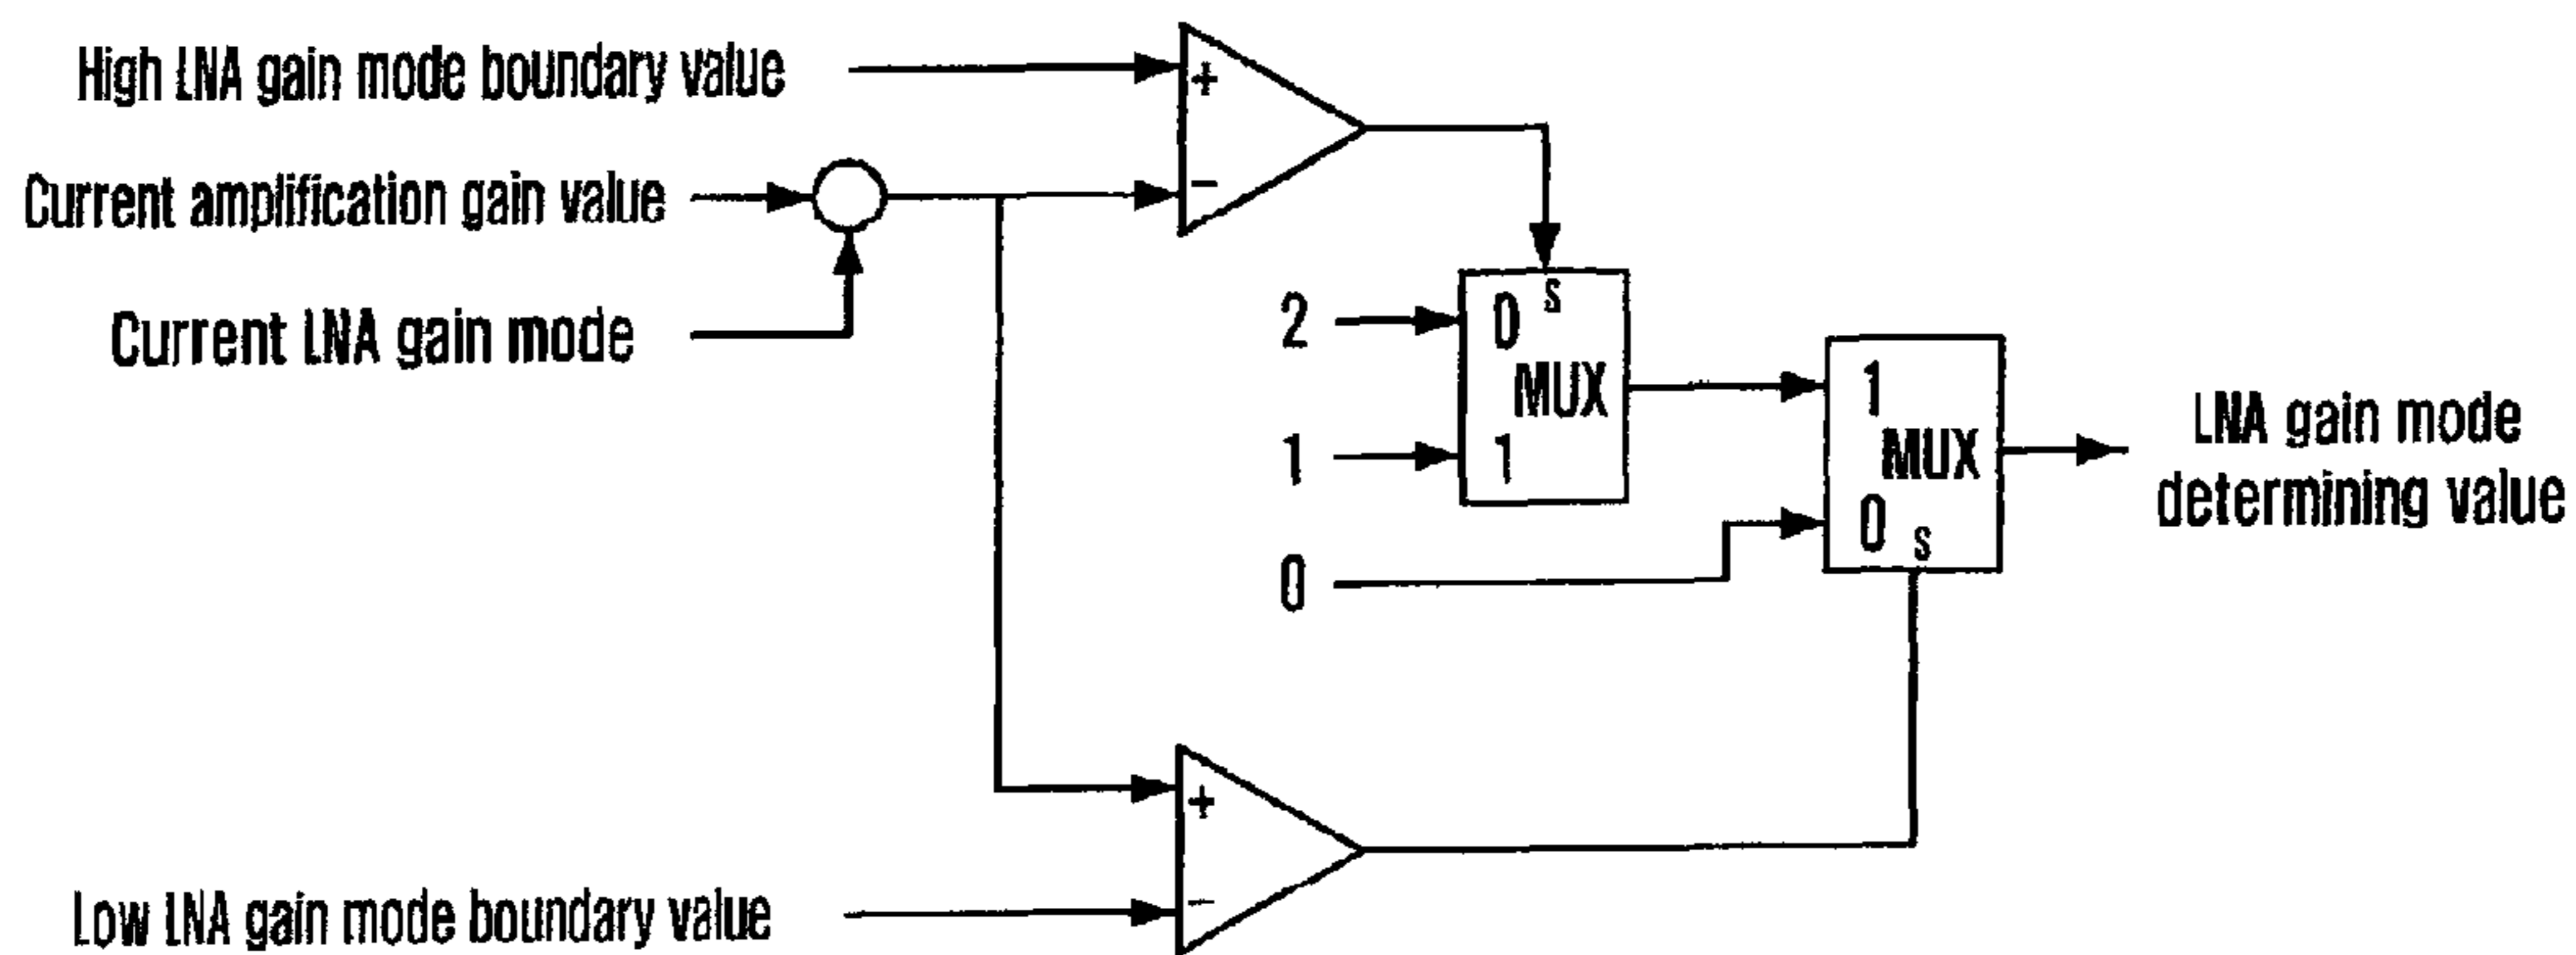 High LNA gain mode boundary value
+
Current amplification gain value
−
Current LNA gain mode
s
2
0
MUX
1
1
1
MUX
0
s
0
LNA gain mode
determining value
+
Low LNA gain mode boundary value
−